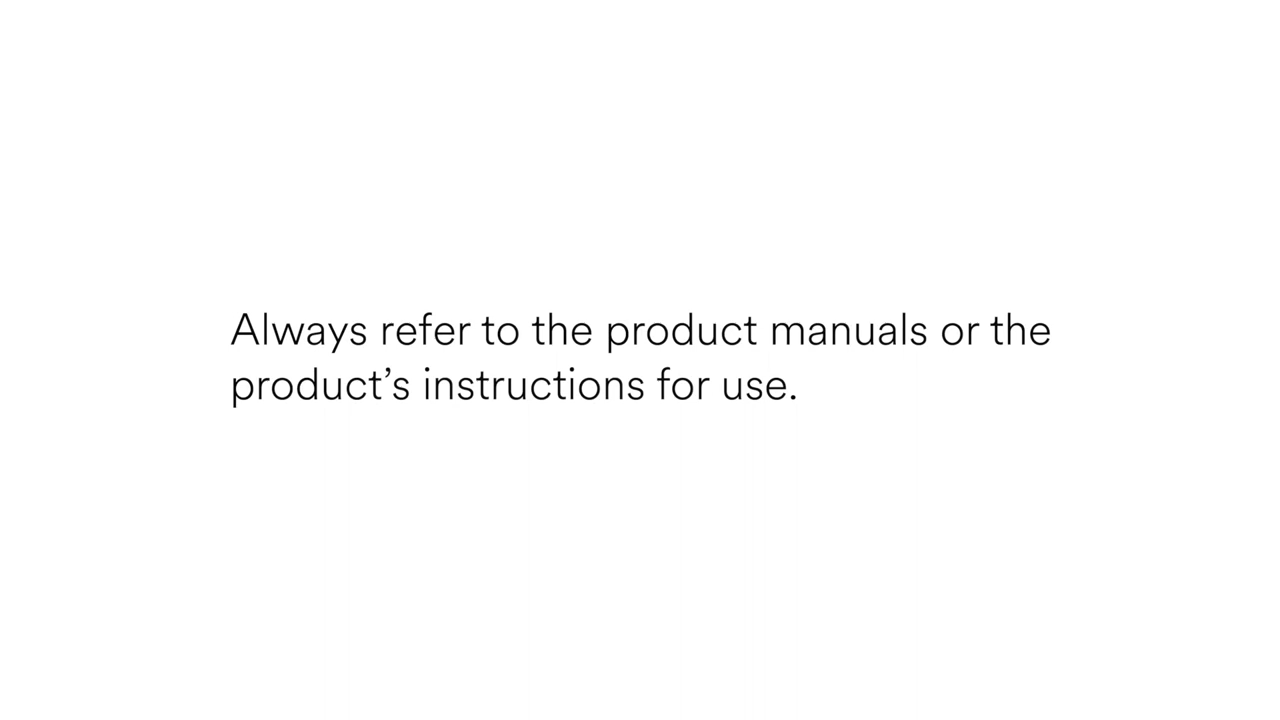 Always refer to the product manuals or the
product’s instructions for use.